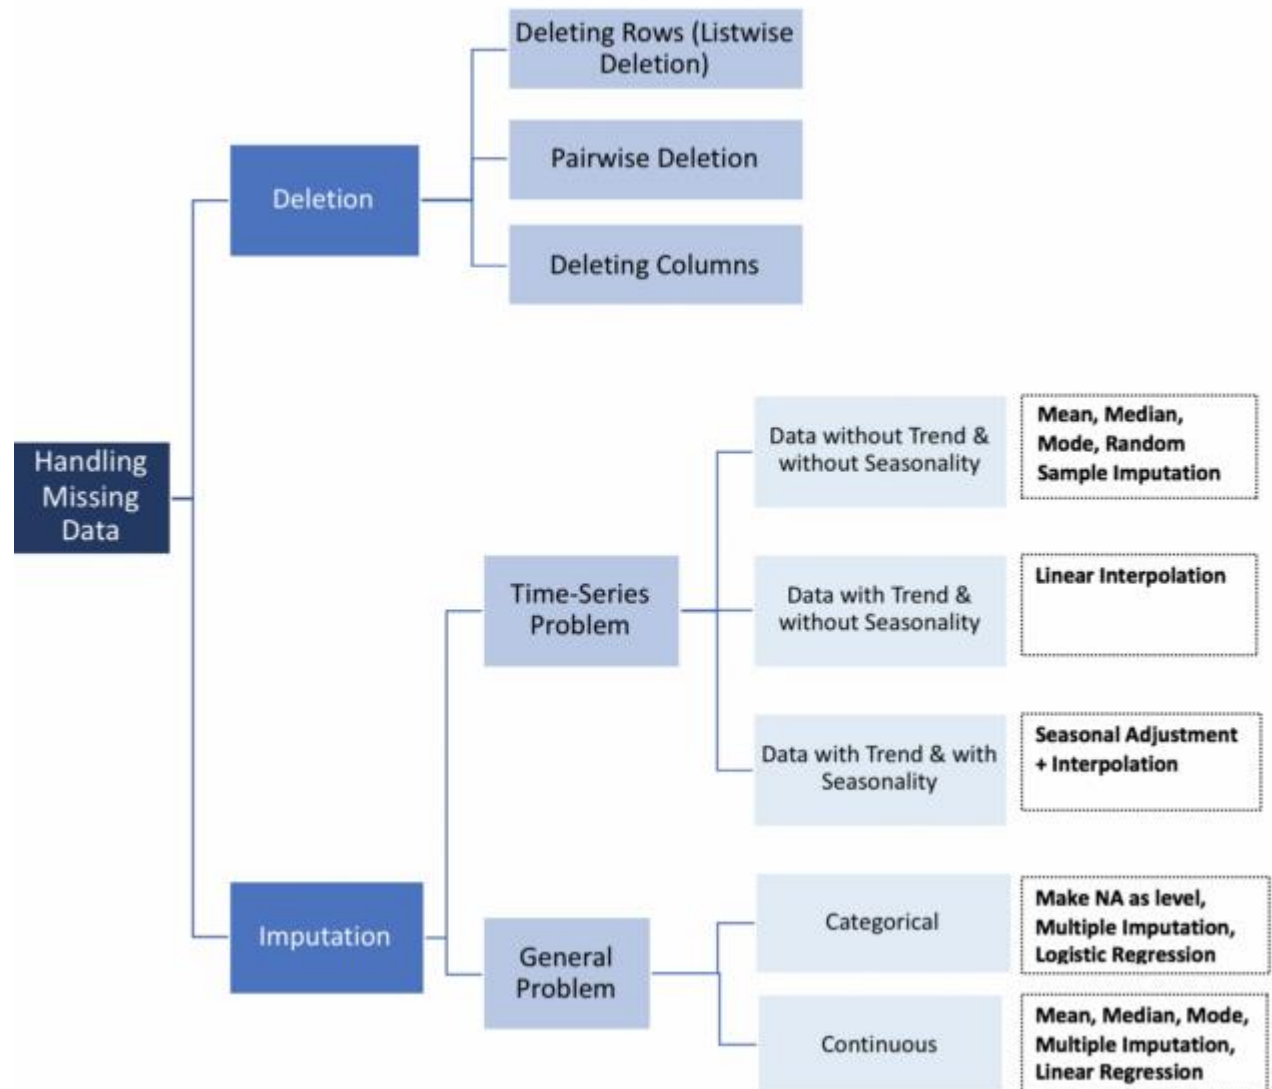 Deleting Rows (Listwise
Deletion)
Deletion
Pairwise Deletion
Deleting Columns
Handling
Missing
Data
Data without Trend &
without Seasonality
Mean, Median,
Mode, Random
Sample Imputation
Time-Series
Problem
Data with Trend &
without Seasonality
Linear Interpolation
Data with Trend & with
Seasonality
Seasonal Adjustment
+ Interpolation
Imputation
General
Problem
Categorical
Make NA as level,
Multiple Imputation,
Logistic Regression
Continuous
Mean, Median, Mode,
Multiple Imputation,
Linear Regression